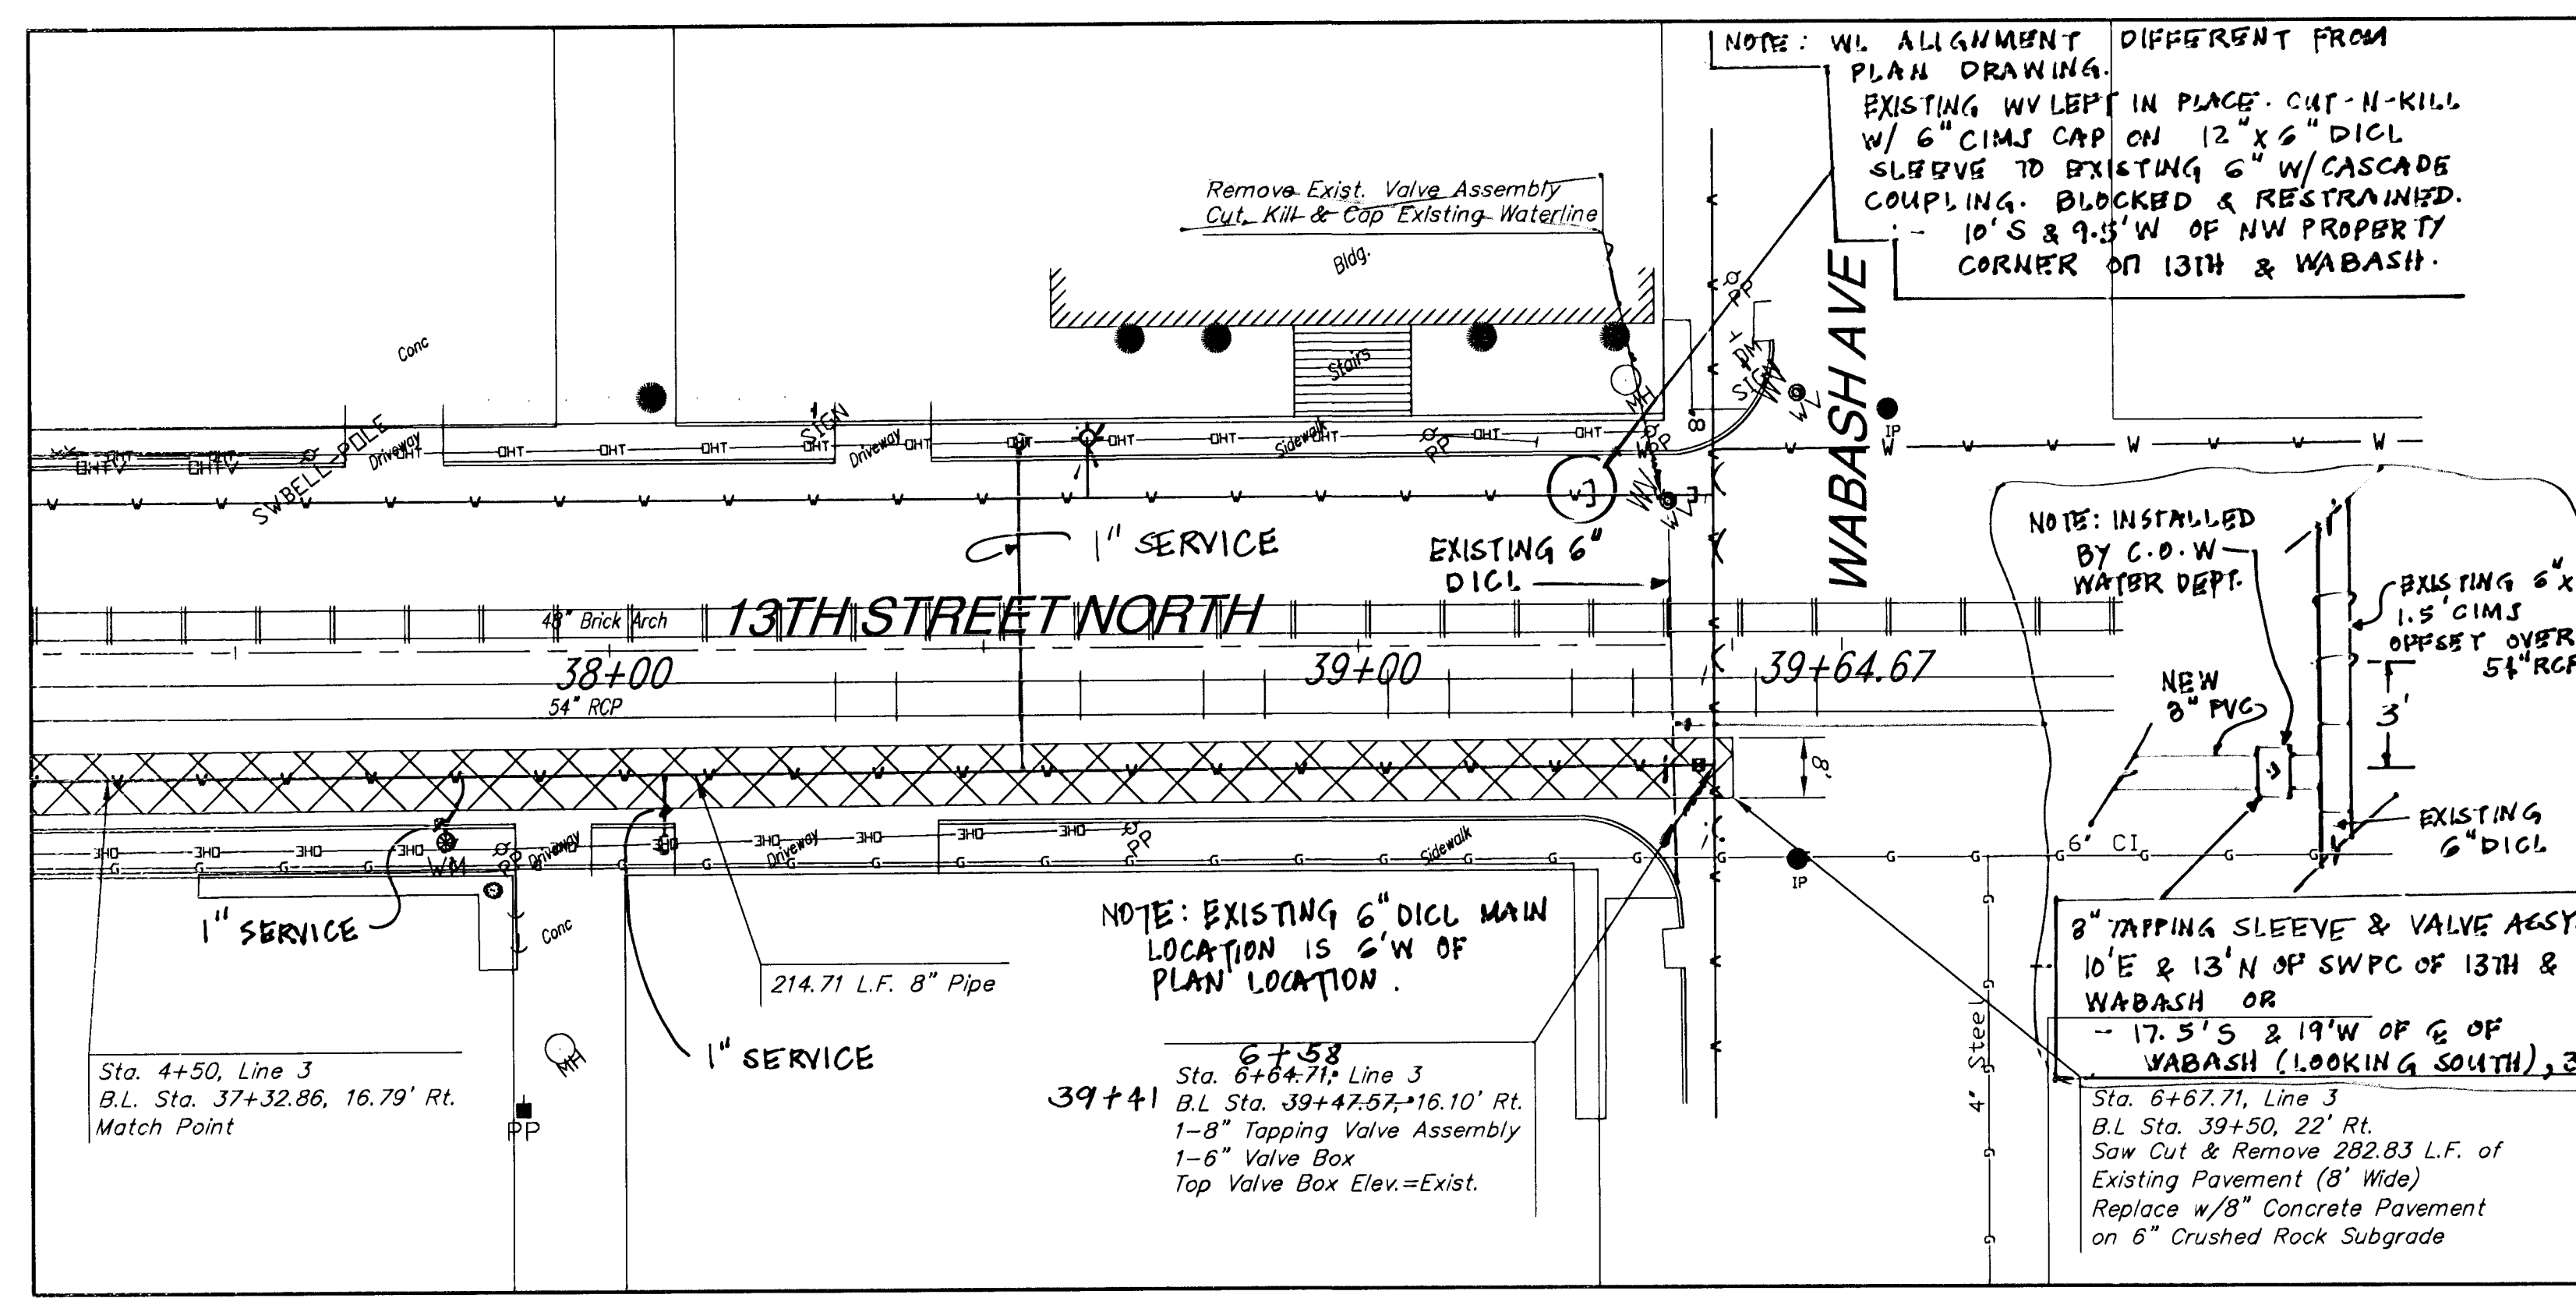 NOTE: WL ALIGNMENT DIFFERENT FROM
PLAN DRAWING.
EXISTING WV LEFT IN PLACE. CUT-N-KILL
W/ 6" CIMJ CAP ON 12" X 6" DICL
SLEEVE TO EXISTING 6" W/CASCADE
COUPLING. BLOCKED & RESTRAINED.
- 10' S & 9.5' W OF NW PROPERTY
CORNER ON 13TH & WABASH.
Remove Exist. Valve Assembly
Cut, Kill & Cap Existing Waterline
Bldg.
WABASH AVE
PP
Conc
Stairs
DM
SIGN
WV
MH
8"
IP
SWBELL-POLE
Driveway
OHT
SIGN
Driveway
OHT
Sidewalk
OHT
PP
PP
W
WV
1" SERVICE
EXISTING 6"
DICL
NOTE: INSTALLED
BY C.O.W
WATER DEPT.
EXISTING 6" X
1.5' CIMJ
OFFSET OVER
54" RCP
48" Brick Arch
13TH STREET NORTH
38+00
39+00
39+64.67
54" RCP
NEW
8" PVC
3'
8'
EXISTING
6" DICL
OHE
OHE
WM
PP
Driveway
Driveway
PP
Sidewalk
G
6" CI
IP
1" SERVICE
Conc
NOTE: EXISTING 6" DICL MAIN
LOCATION IS 6' W OF
PLAN LOCATION.
214.71 L.F. 8" Pipe
8" TAPPING SLEEVE & VALVE ASSY.
10' E & 13' N OF SWPC OF 13TH &
WABASH OR
- 17.5' S & 19' W OF ℄ OF
WABASH (LOOKING SOUTH), 3
4" Steel
MH
PP
1" SERVICE
Sta. 4+50, Line 3
B.L. Sta. 37+32.86, 16.79' Rt.
Match Point
6+58
Sta. 6+64.71, Line 3
39+41
B.L Sta. 39+47.57, 16.10' Rt.
1-8" Tapping Valve Assembly
1-6" Valve Box
Top Valve Box Elev.=Exist.
Sta. 6+67.71, Line 3
B.L Sta. 39+50, 22' Rt.
Saw Cut & Remove 282.83 L.F. of
Existing Pavement (8' Wide)
Replace w/8" Concrete Pavement
on 6" Crushed Rock Subgrade